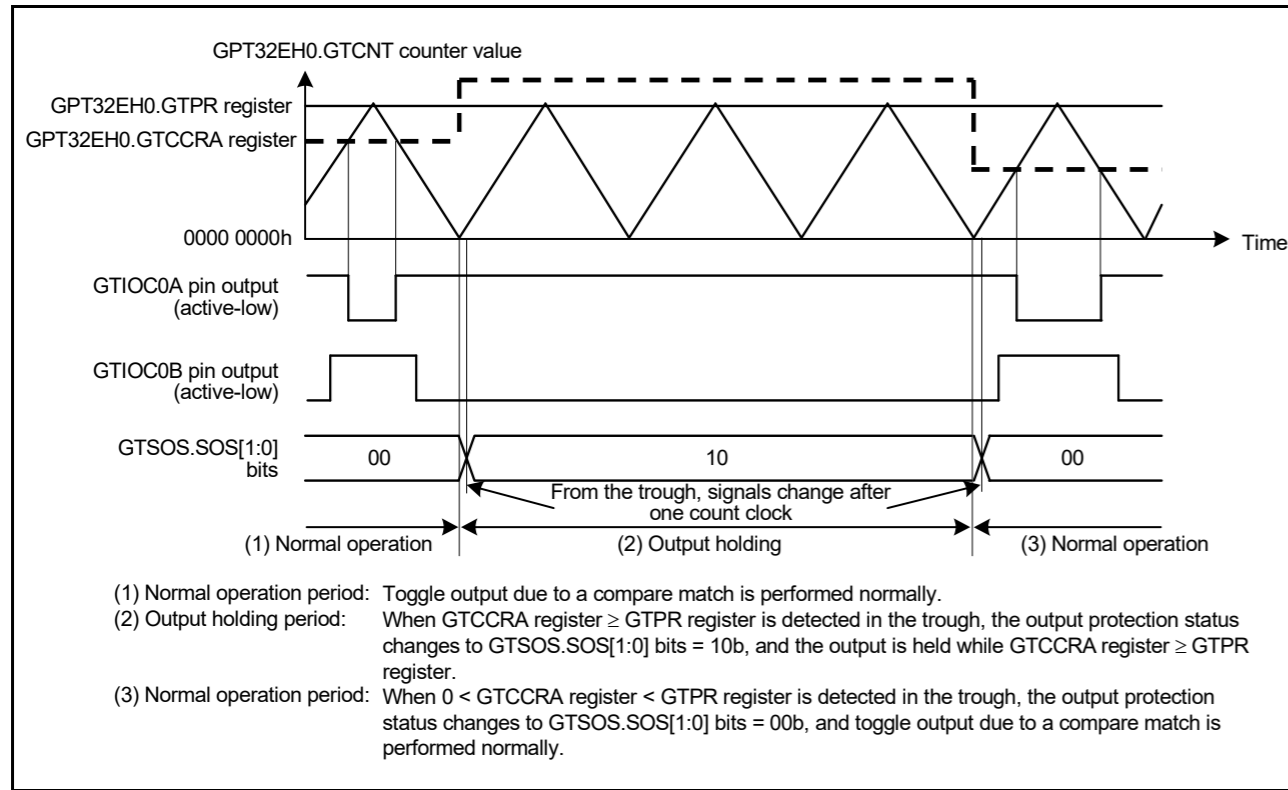 GPT32EH0.GTCNT counter value
GPT32EH0.GTPR register
GPT32EH0.GTCCRA register
0000 0000h
Time
GTIOC0A pin output
(active-low)
GTIOC0B pin output
(active-low)
GTSOS.SOS[1:0]
bits
00
10
00
From the trough, signals change after
one count clock
(1) Normal operation
(2) Output holding
(3) Normal operation
(1) Normal operation period: Toggle output due to a compare match is performed normally.
(2) Output holding period: When GTCCRA register ≥ GTPR register is detected in the trough, the output protection status
changes to GTSOS.SOS[1:0] bits = 10b, and the output is held while GTCCRA register ≥ GTPR
register.
(3) Normal operation period: When 0 < GTCCRA register < GTPR register is detected in the trough, the output protection
status changes to GTSOS.SOS[1:0] bits = 00b, and toggle output due to a compare match is
performed normally.